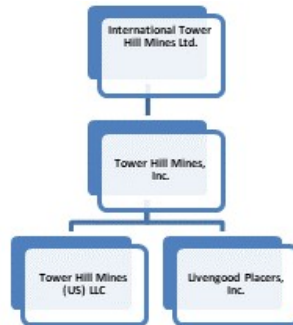 International Tower
Hill Mines Ltd.
Tower Hill Mines,
Inc.
Tower Hill Mines
(US) LLC
Livengood Placers,
Inc.